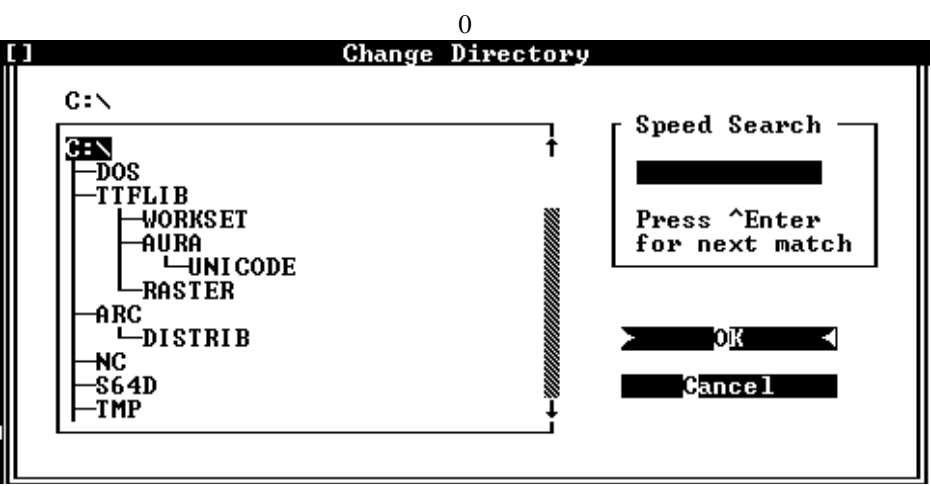 0
[ ] Change Directory
C:\
C:\
DOS
TTFLIB
WORKSET
AURA
UNICODE
RASTER
ARC
DISTRIB
NC
S64D
TMP
Speed Search
Press ^Enter
for next match
OK
Cancel